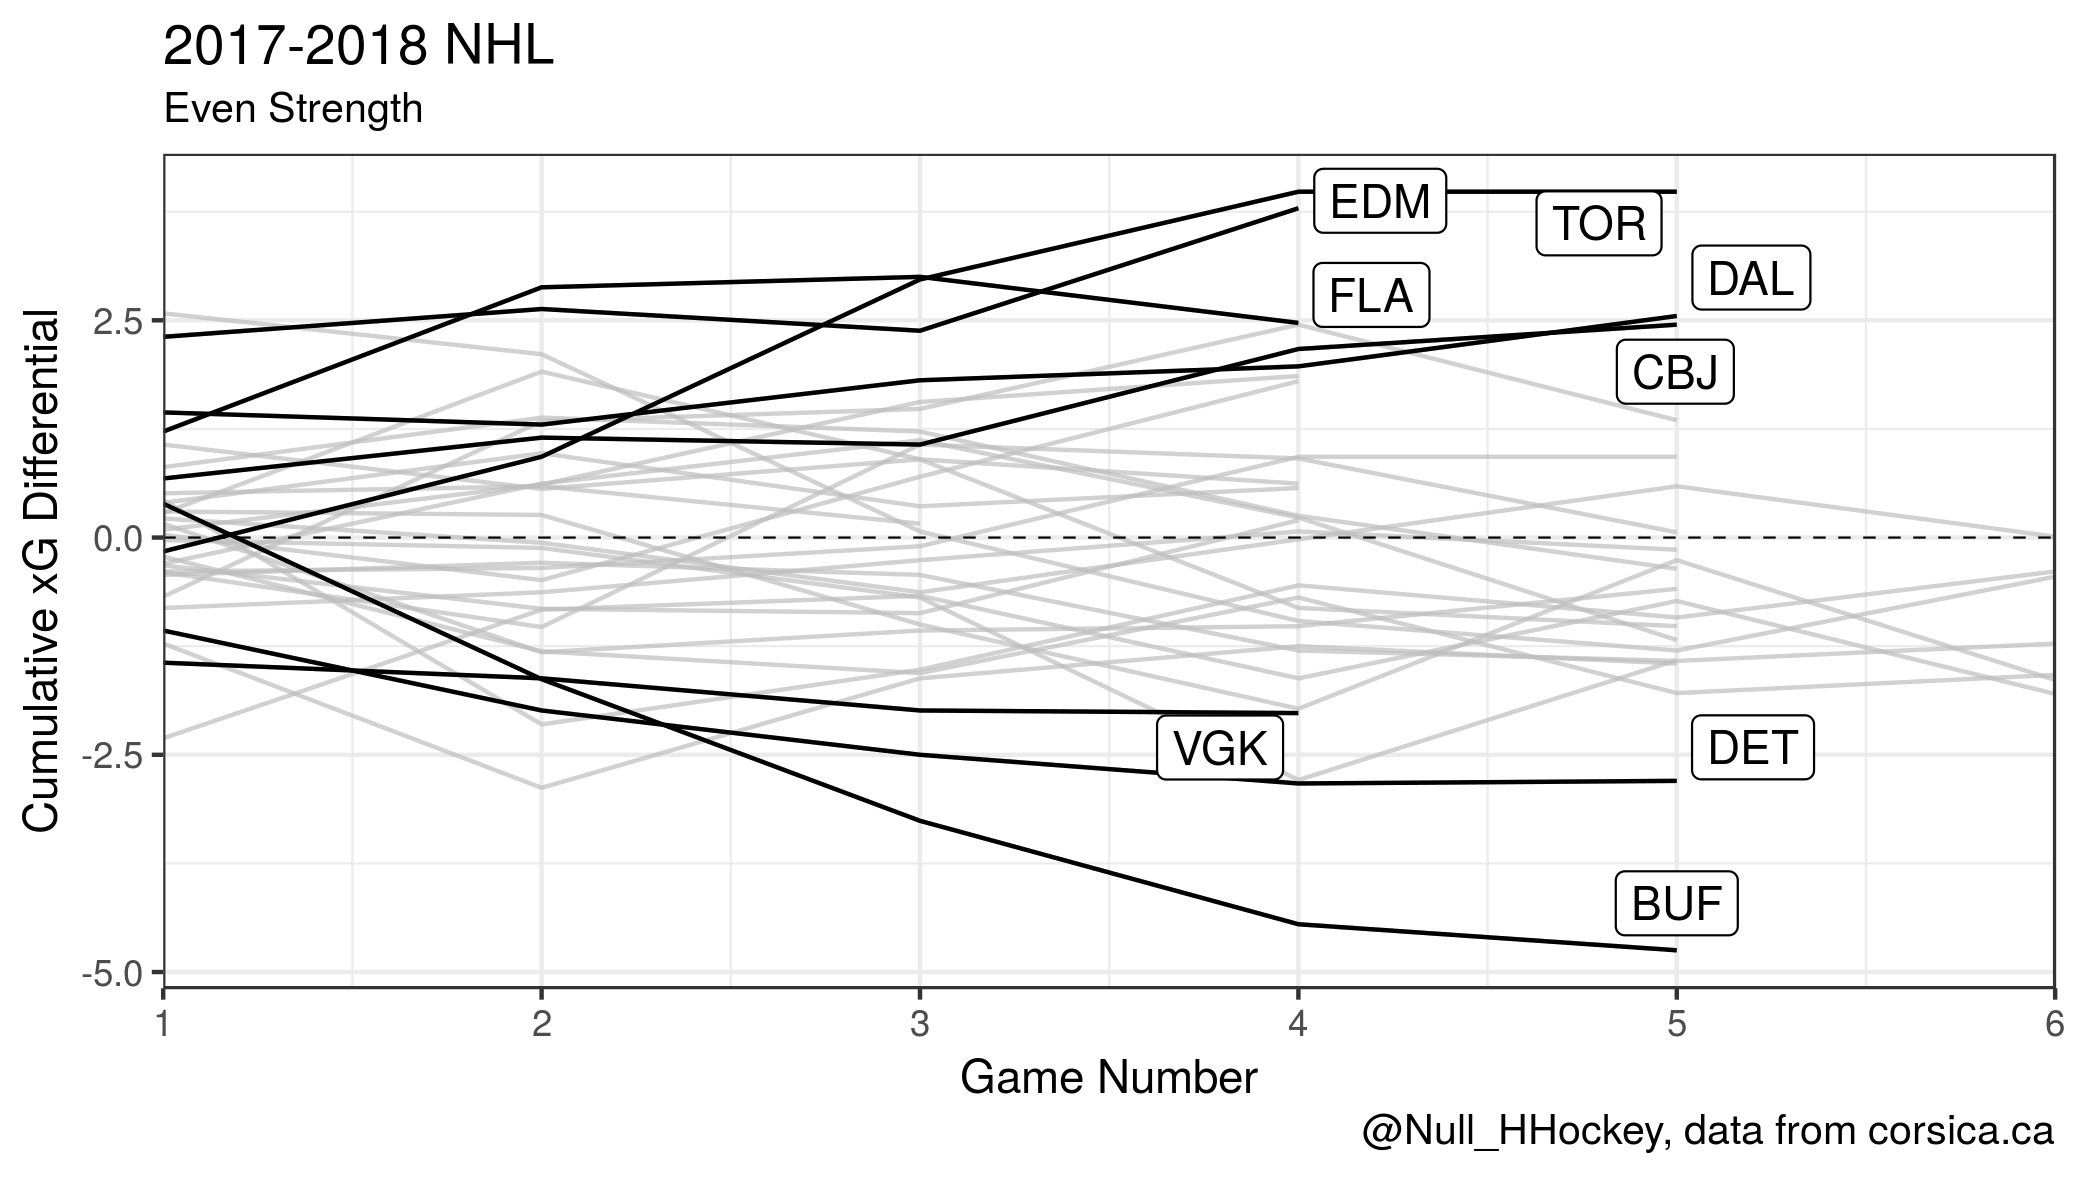 2017-2018 NHL
Even Strength
Cumulative xG Differential
2.5
0.0
-2.5
-5.0
EDM
TOR
DAL
FLA
CBJ
VGK
DET
BUF
1 2 3 4 5 6
Game Number
@Null_HHockey, data from corsica.ca